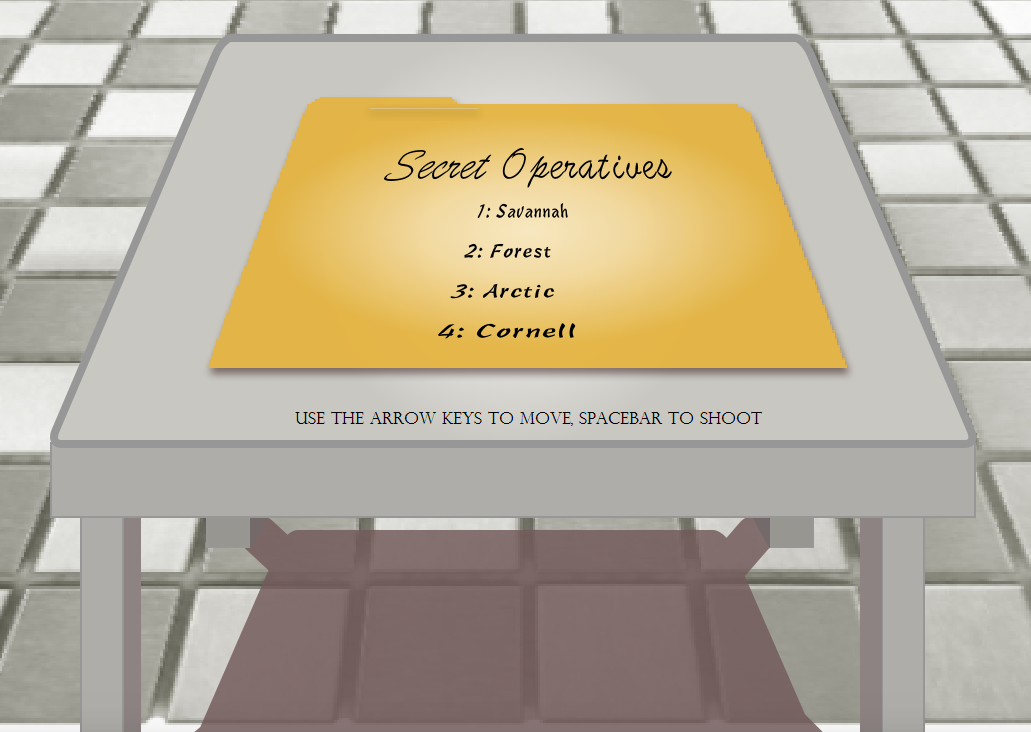 Secret Operatives
1: Savannah
2: Forest
3: Arctic
4: Cornell
USE THE ARROW KEYS TO MOVE, SPACEBAR TO SHOOT